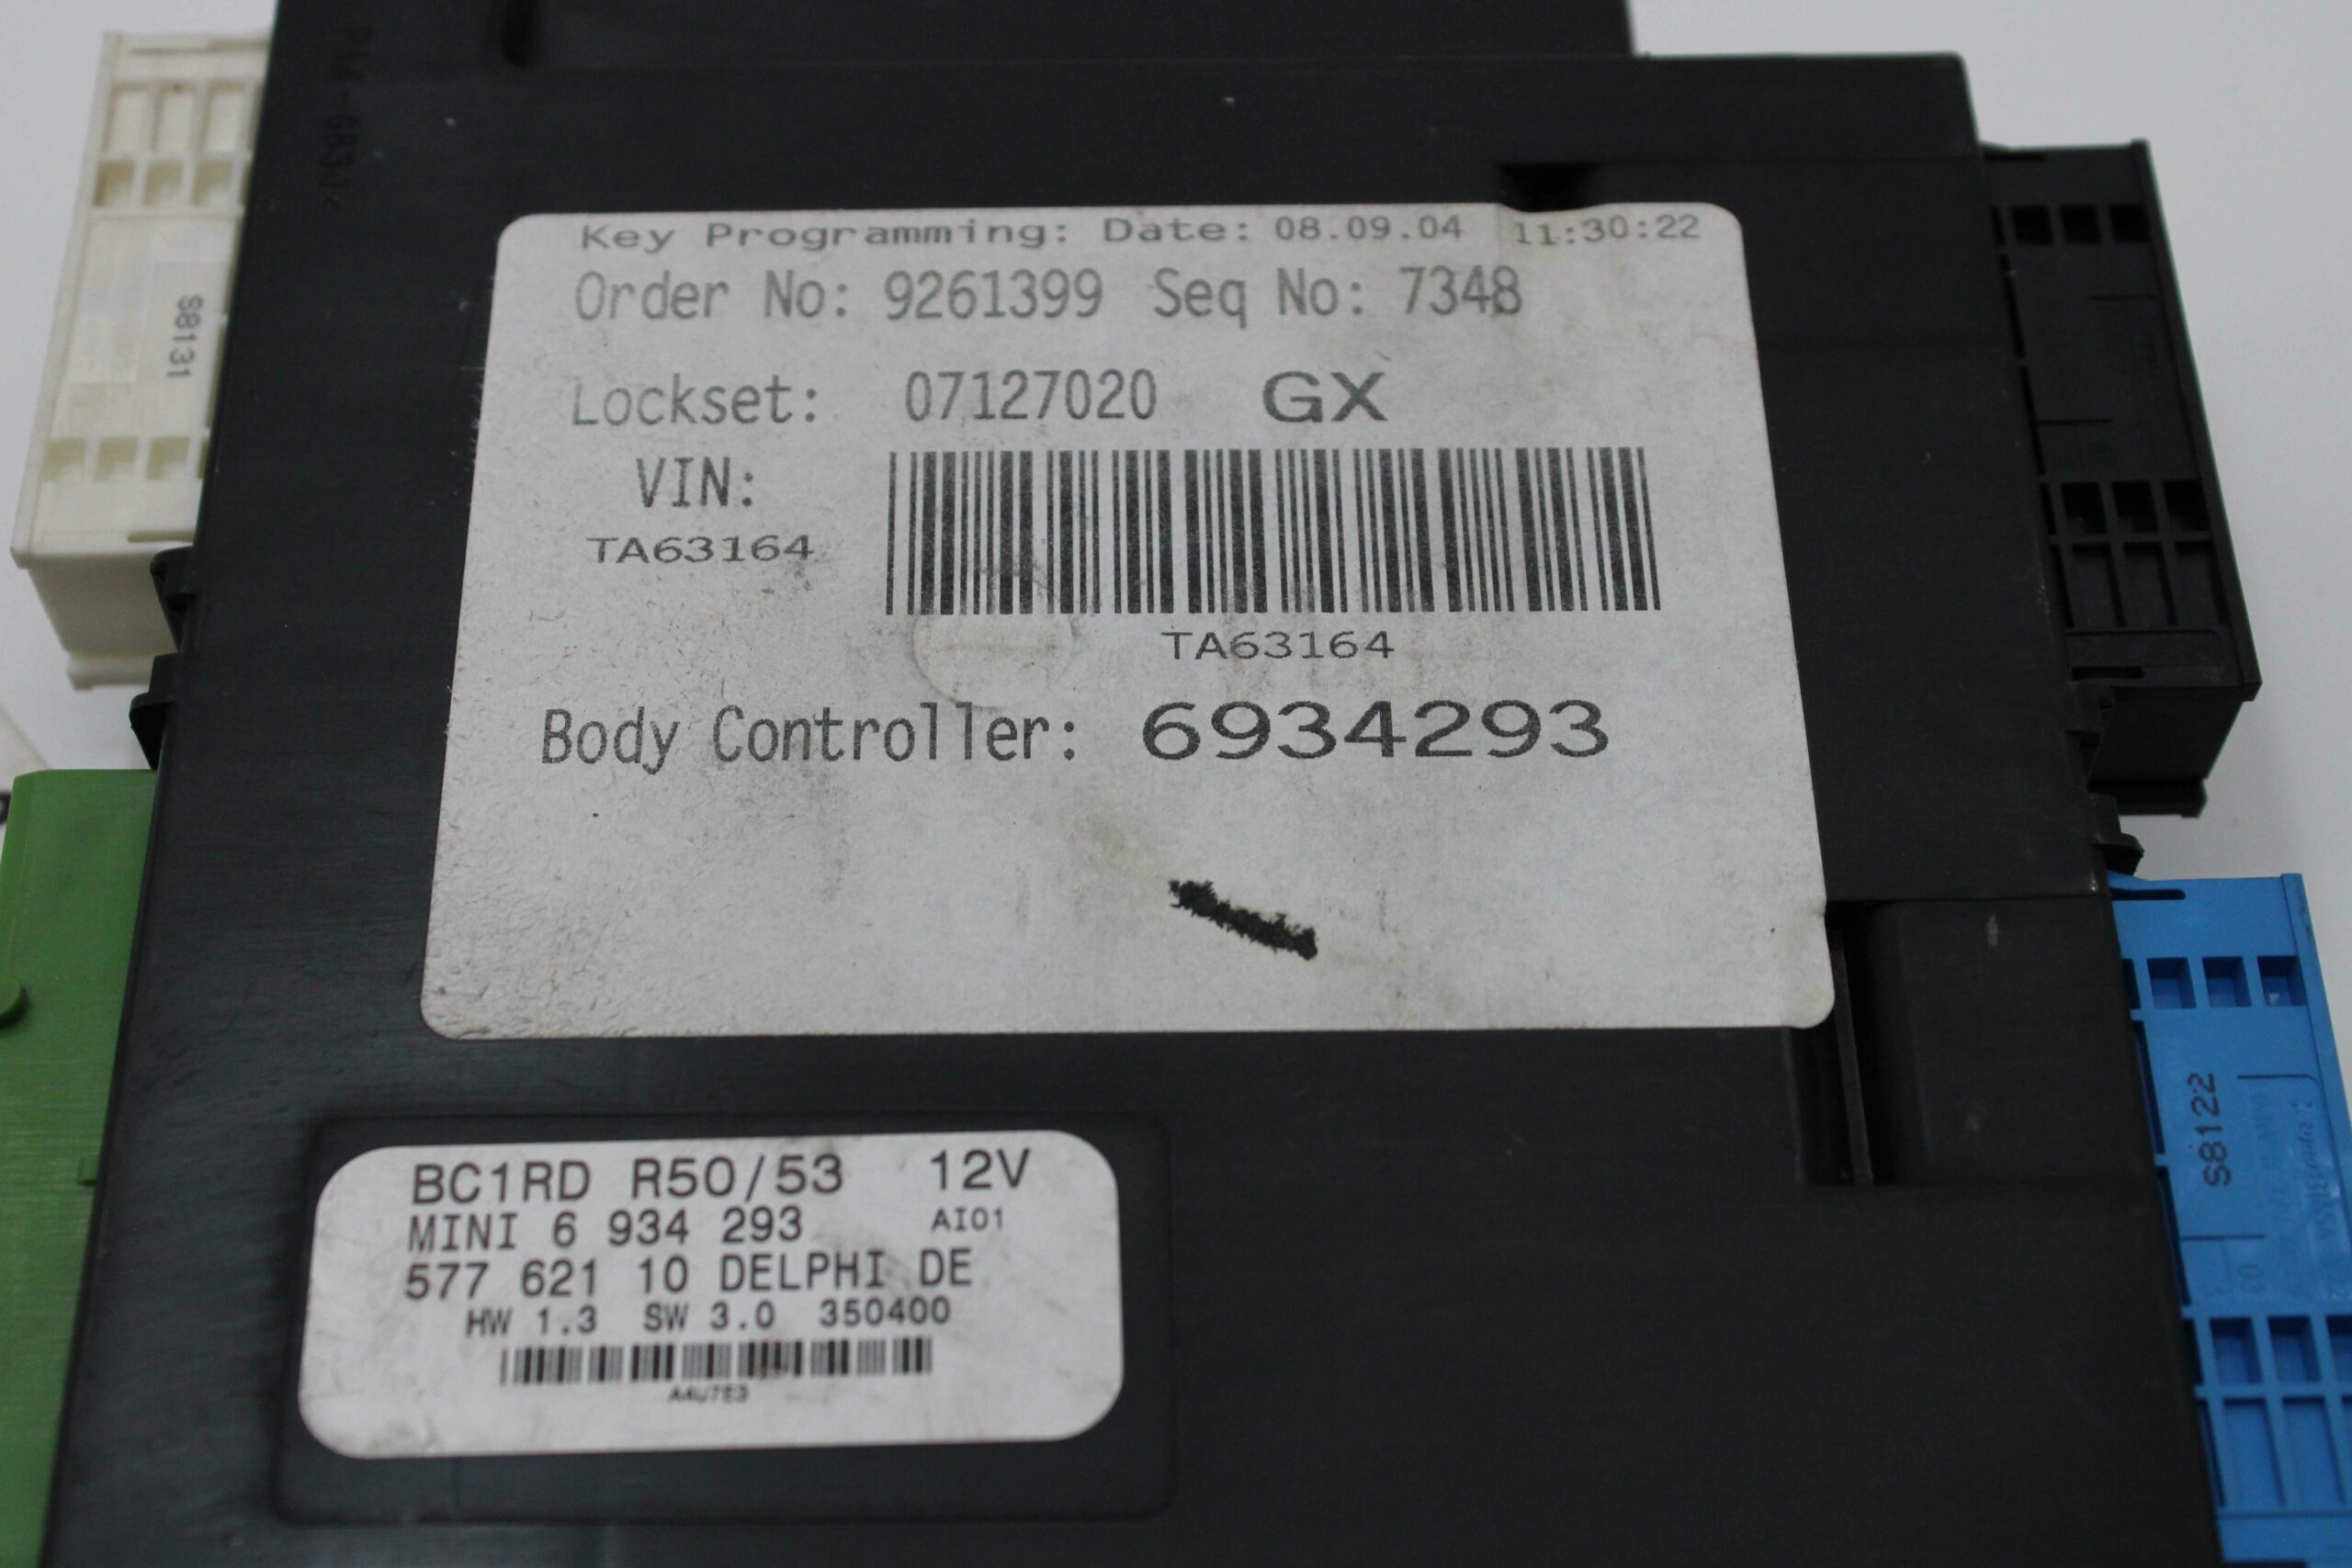 Key Programming: Date: 08.09.04 11:30:22
Order No: 9261399 Seq No: 7348
Lockset: 07127020 GX
VIN:
TA63164
TA63164
Body Controller: 6934293
BC1RD R50/53 12V
MINI 6 934 293 AI01
577 621 10 DELPHI DE
HW 1.3 SW 3.0 350400
A4U7E3
S8131
S8122